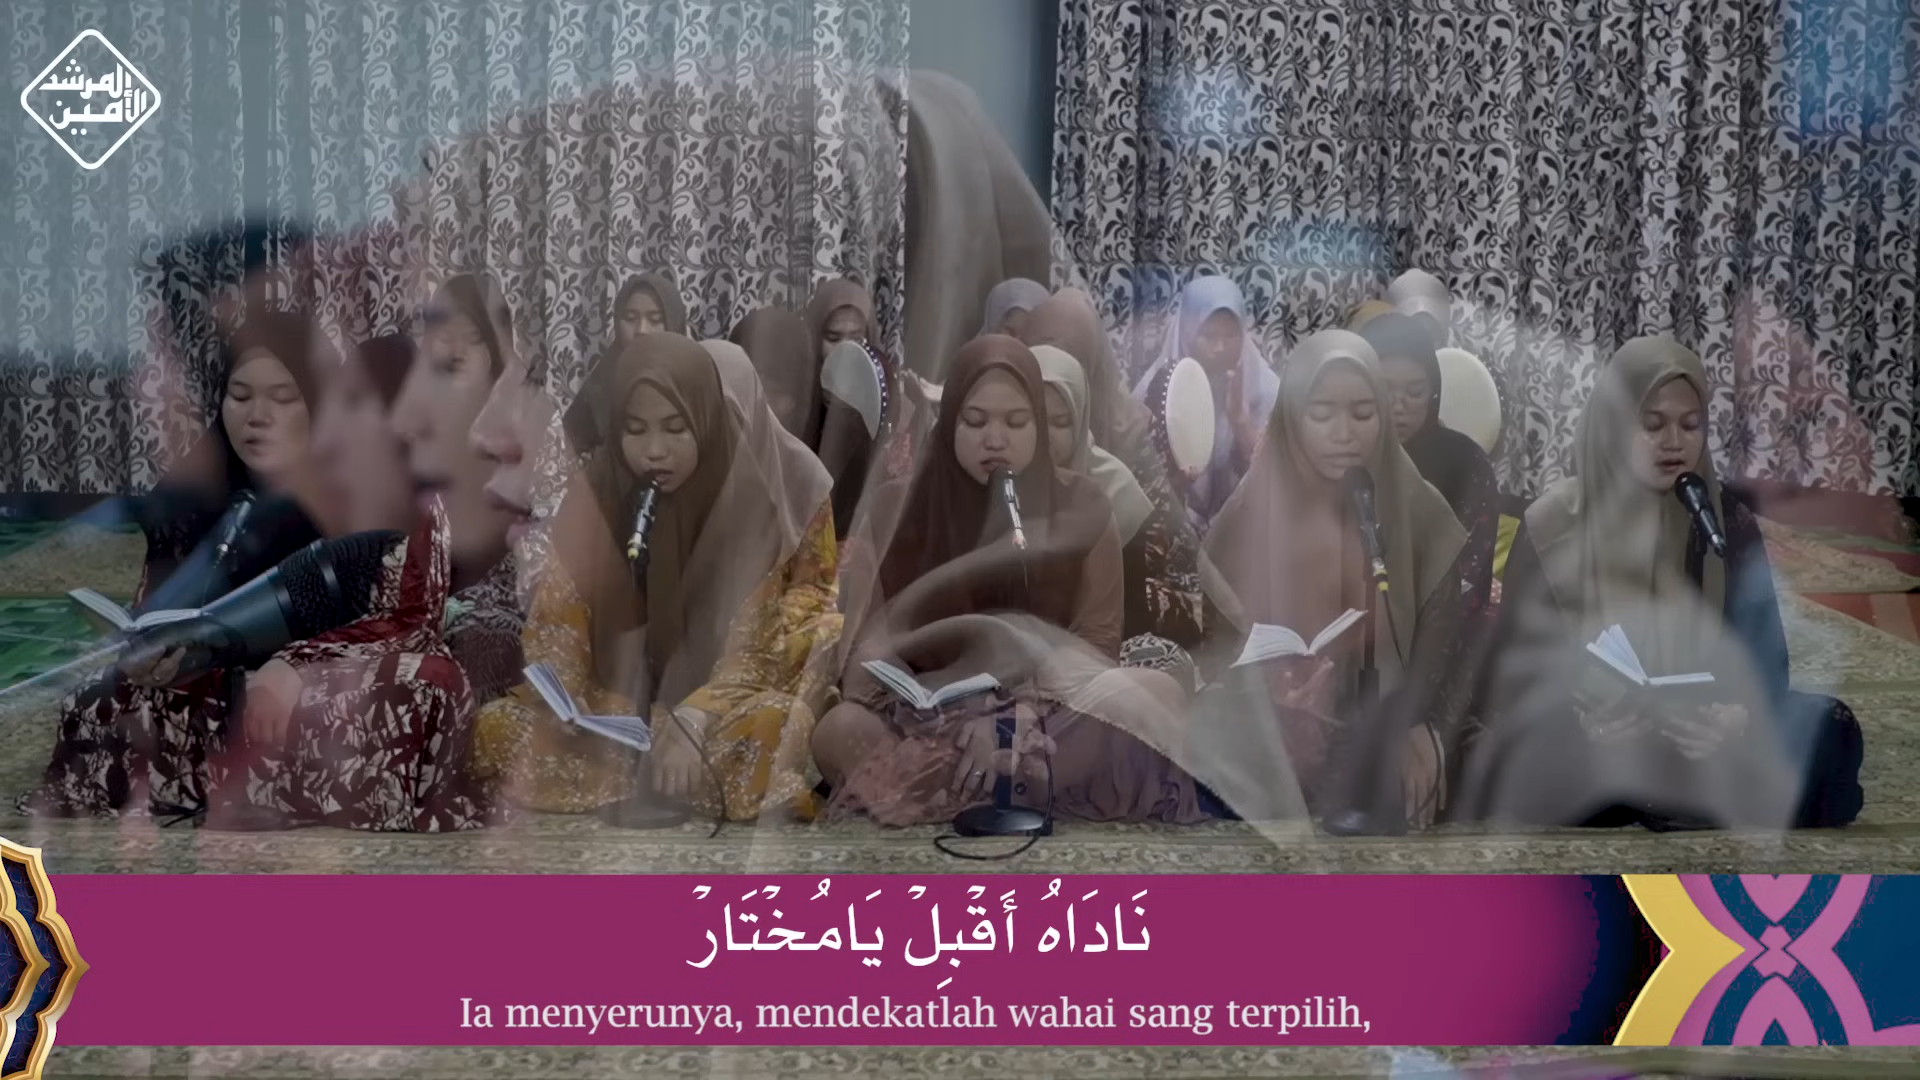 المرشد
الأمين
نَادَاهُ أَقْبِلْ يَامُخْتَارْ
Ia menyerunya, mendekatlah wahai sang terpilih,